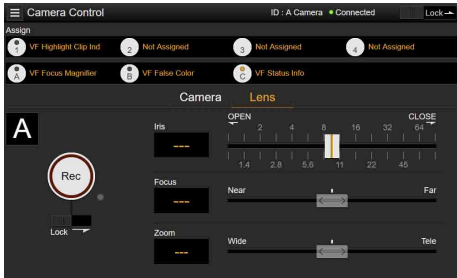 Camera Control ID : A Camera Connected Lock
Assign
1 VF Highlight Clip Ind 2 Not Assigned 3 Not Assigned 4 Not Assigned
A VF Focus Magnifier B VF False Color C VF Status Info
Camera Lens
A
Rec
Lock
Iris
---
OPEN CLOSE
2 4 8 16 32 64
1.4 2.8 5.6 11 22 45
Focus
---
Near Far
Zoom
---
Wide Tele